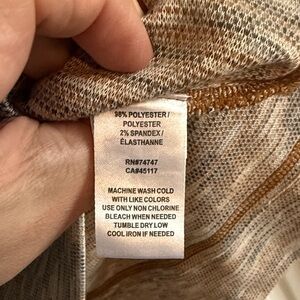 98% POLYESTER/
POLYESTER
2% SPANDEX/
ÉLASTHANNE
RN#74747
CA#45117
MACHINE WASH COLD
WITH LIKE COLORS
USE ONLY NON CHLORINE
BLEACH WHEN NEEDED
TUMBLE DRY LOW
COOL IRON IF NEEDED